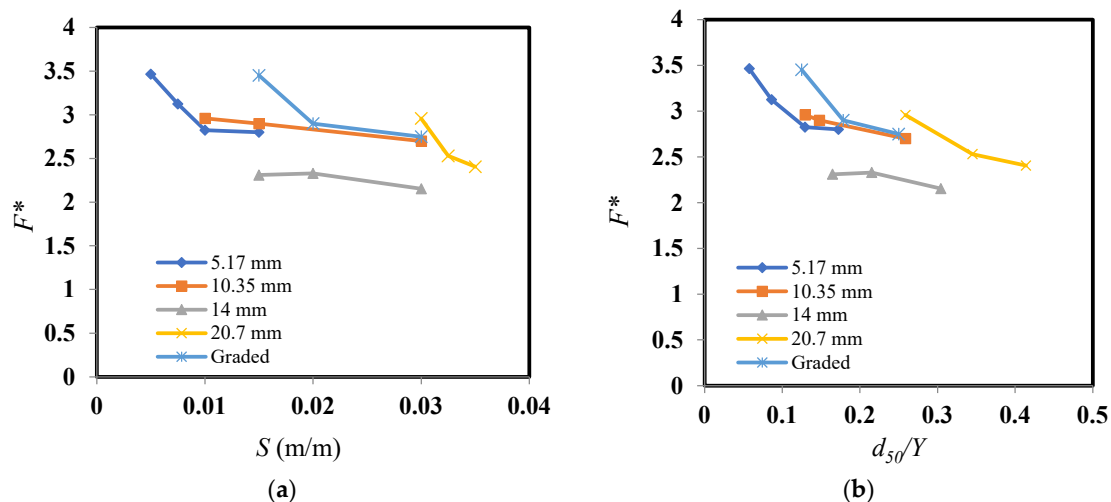 4
3.5
3
2.5
2
1.5
1
0.5
0
F*
5.17 mm
10.35 mm
14 mm
20.7 mm
Graded
0 0.01 0.02 0.03 0.04
S (m/m)
(a)
4
3.5
3
2.5
2
1.5
1
0.5
0
F*
5.17 mm
10.35 mm
14 mm
20.7 mm
Graded
0 0.1 0.2 0.3 0.4 0.5
d50/Y
(b)